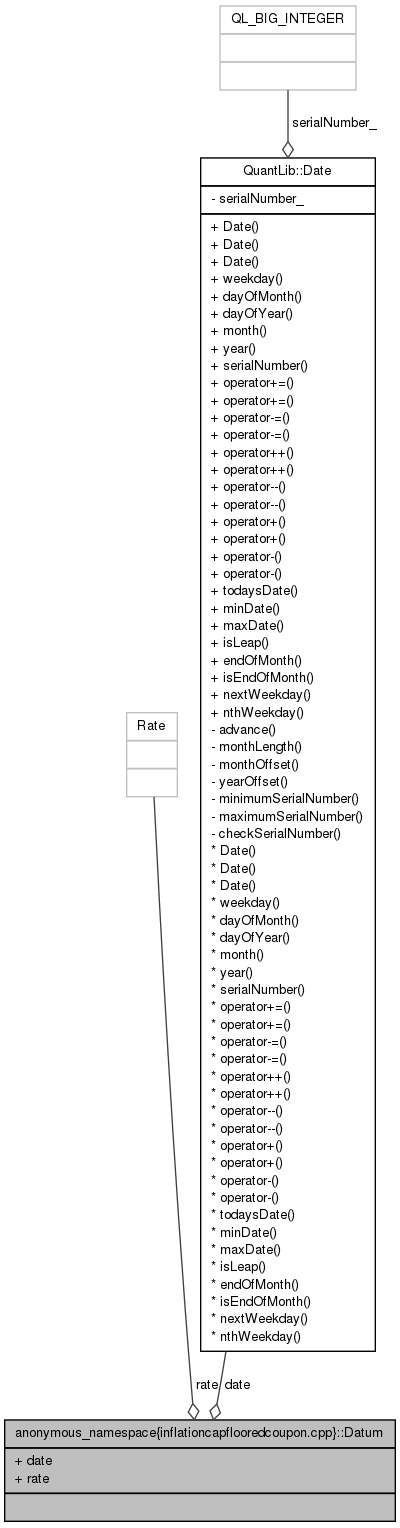 QL_BIG_INTEGER
serialNumber_
QuantLib::Date
- serialNumber_
+ Date()
+ Date()
+ Date()
+ weekday()
+ dayOfMonth()
+ dayOfYear()
+ month()
+ year()
+ serialNumber()
+ operator+=()
+ operator+=()
+ operator-=()
+ operator-=()
+ operator++()
+ operator++()
+ operator--()
+ operator--()
+ operator+()
+ operator+()
+ operator-()
+ operator-()
+ todaysDate()
+ minDate()
+ maxDate()
+ isLeap()
+ endOfMonth()
+ isEndOfMonth()
+ nextWeekday()
+ nthWeekday()
- advance()
- monthLength()
- monthOffset()
- yearOffset()
- minimumSerialNumber()
- maximumSerialNumber()
- checkSerialNumber()
* Date()
* Date()
* Date()
* weekday()
* dayOfMonth()
* dayOfYear()
* month()
* year()
* serialNumber()
* operator+=()
* operator+=()
* operator-=()
* operator-=()
* operator++()
* operator++()
* operator--()
* operator--()
* operator+()
* operator+()
* operator-()
* operator-()
* todaysDate()
* minDate()
* maxDate()
* isLeap()
* endOfMonth()
* isEndOfMonth()
* nextWeekday()
* nthWeekday()
Rate
rate date
anonymous_namespace{inflationcapflooredcoupon.cpp}::Datum
+ date
+ rate